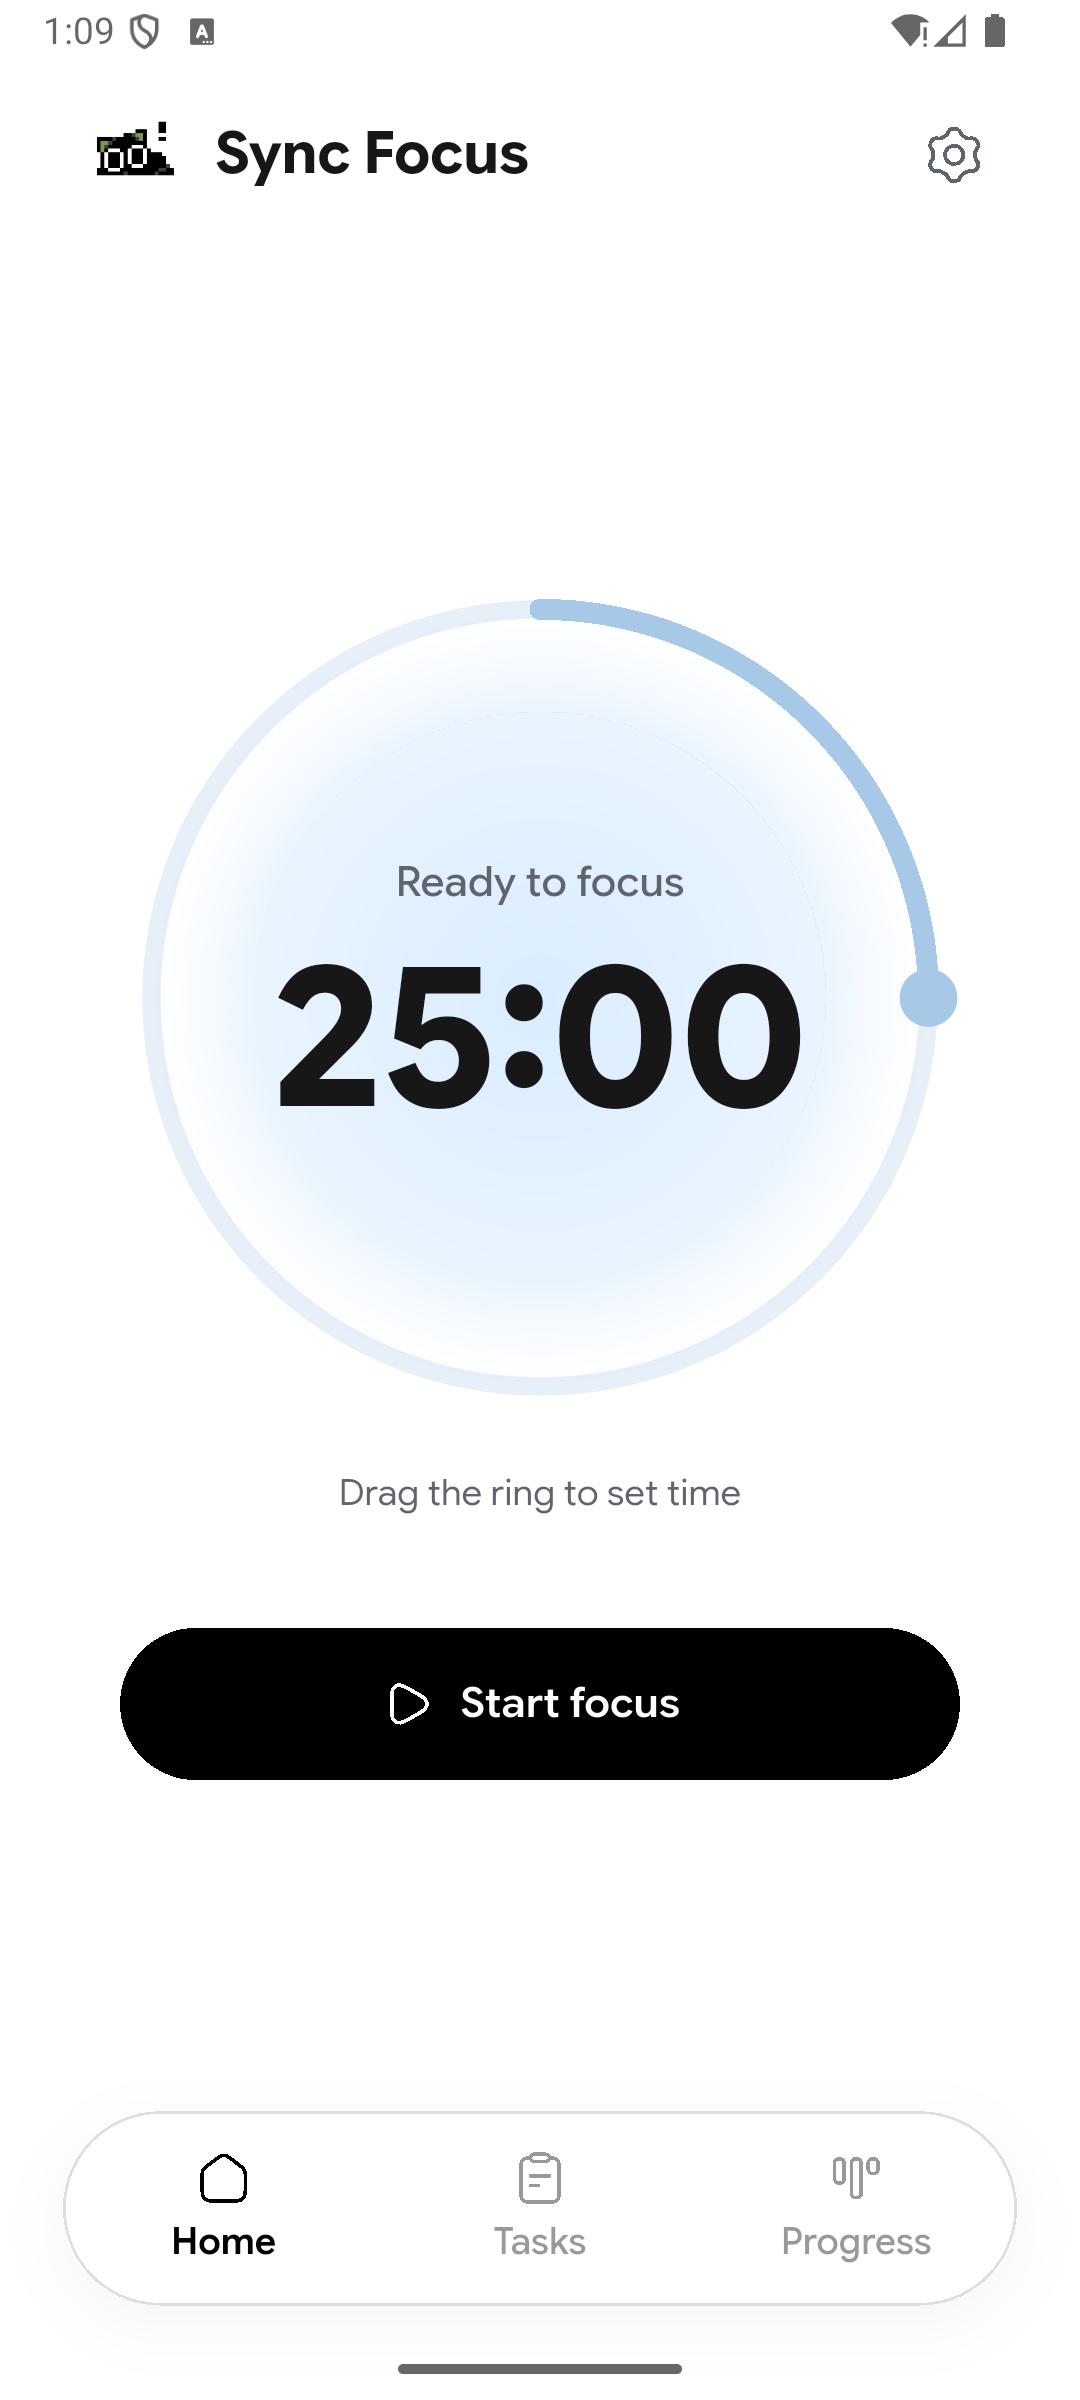 1:09
Sync Focus
Ready to focus
25:00
Drag the ring to set time
Start focus
Home
Tasks
Progress